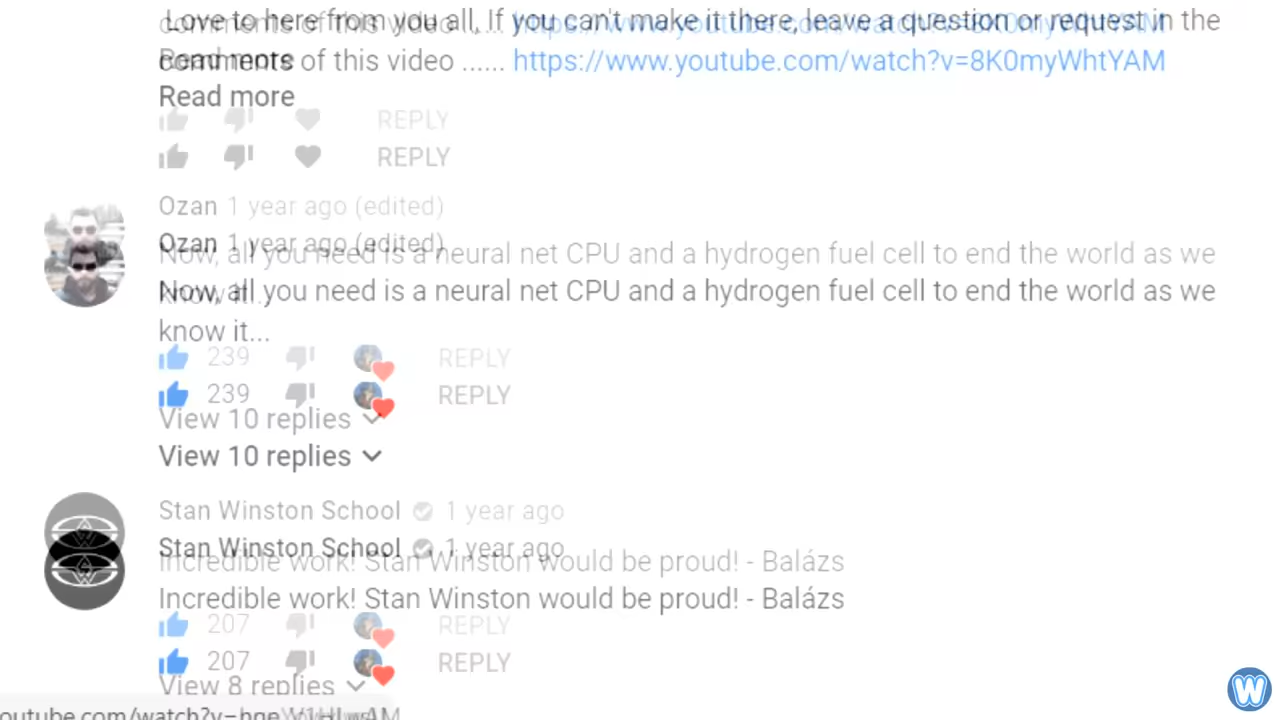 Love to here from you all, If you can't make it there, leave a question or request in the
comments of this video ...... https://www.youtube.com/watch?v=8K0myWhtYAM
Read more
REPLY
Ozan 1 year ago (edited)
Now, all you need is a neural net CPU and a hydrogen fuel cell to end the world as we
know it...
239 REPLY
View 10 replies
Stan Winston School 1 year ago
Incredible work! Stan Winston would be proud! - Balázs
207 REPLY
View 8 replies
W